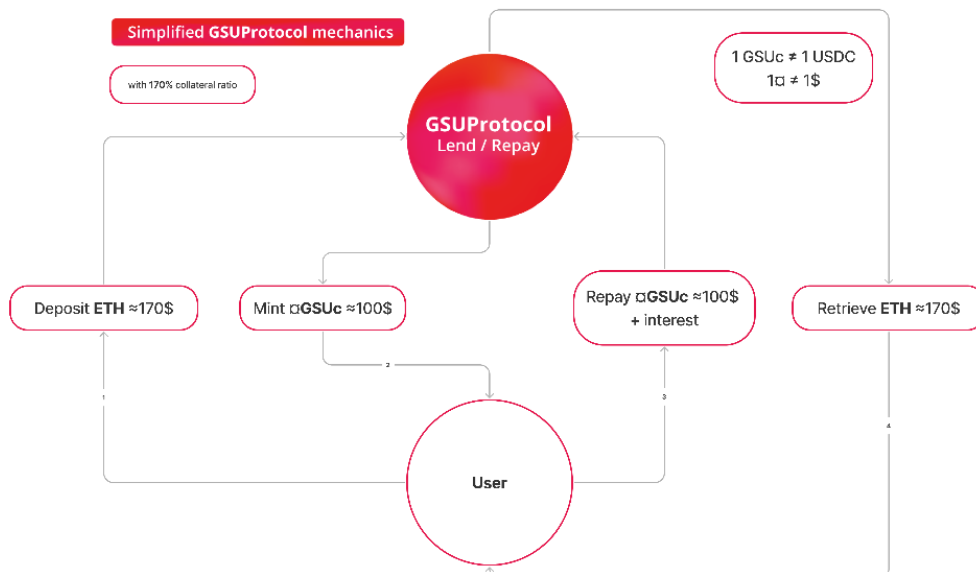 Simplified GSUProtocol mechanics
with 170% collateral ratio
1 GSUc ≠ 1 USDC
1¤ ≠ 1$
GSUProtocol
Lend / Repay
Deposit ETH ≈170$
Mint ¤GSUc ≈100$
Repay ¤GSUc ≈100$
+ interest
Retrieve ETH ≈170$
2
1
3
4
User